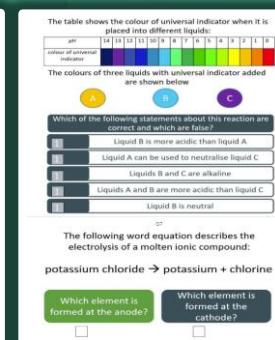 The table shows the colour of universal indicator when it is
placed into different liquids:
pH 14 13 12 11 10 9 8 7 6 5 4 3 2 1 0
colour of universal
indicator
The colours of three liquids with universal indicator added
are shown below
A B C
Which of the following statements about this reaction are
correct and which are false?
Liquid B is more acidic than liquid A
Liquid A can be used to neutralise liquid C
Liquids B and C are alkaline
Liquids A and B are more acidic than liquid C
Liquid B is neutral
The following word equation describes the
electrolysis of a molten ionic compound:
potassium chloride → potassium + chlorine
Which element is
formed at the anode?
Which element is
formed at the
cathode?